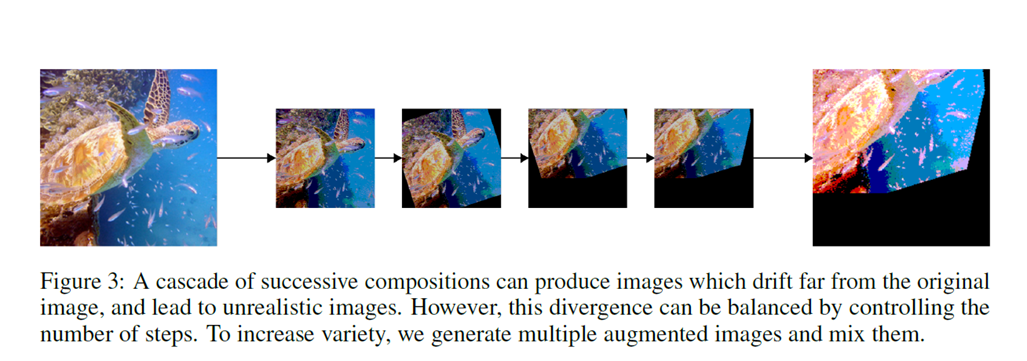 Figure 3: A cascade of successive compositions can produce images which drift far from the original
image, and lead to unrealistic images. However, this divergence can be balanced by controlling the
number of steps. To increase variety, we generate multiple augmented images and mix them.